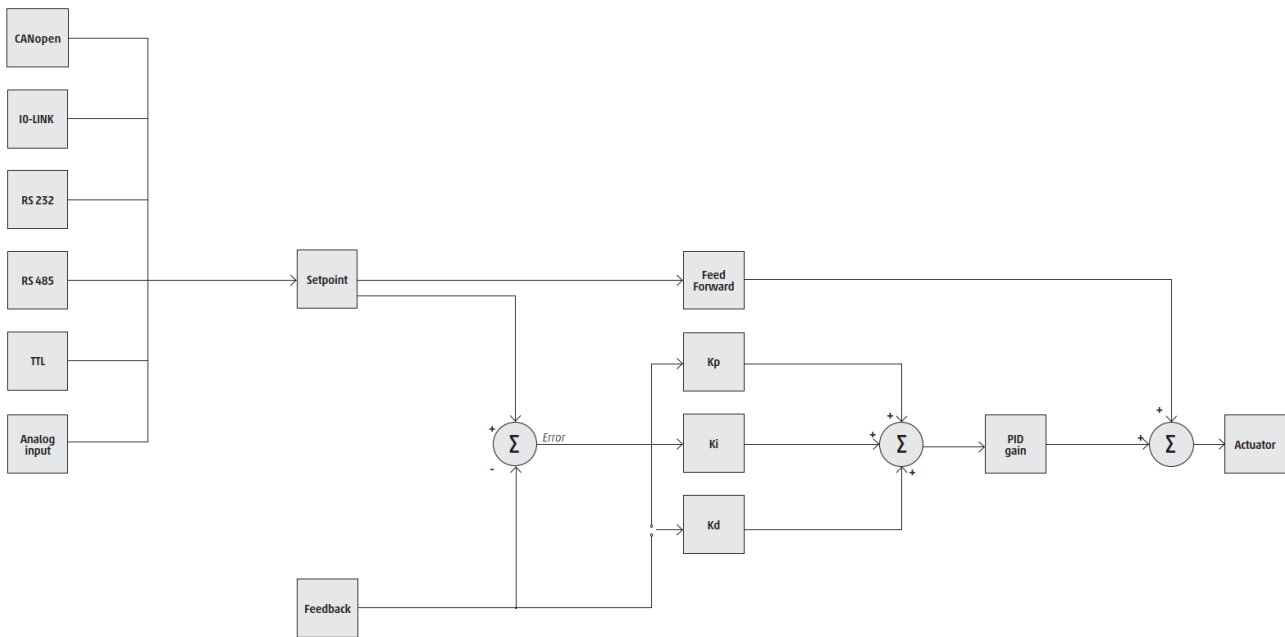 CANopen
IO-LINK
RS 232
RS 485
TTL
Analog
input
Setpoint
Feedback
+
Σ
-
Error
Feed
Forward
Kp
Ki
Kd
+
+
Σ
+
PID
gain
+
+
Σ
Actuator